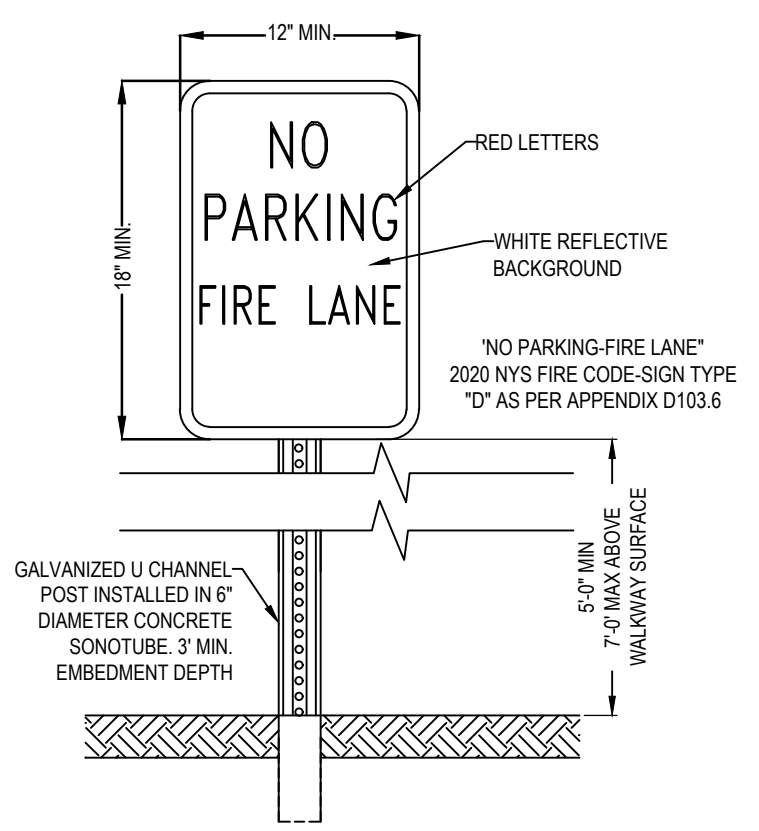 12" MIN.
18" MIN.
NO
PARKING
FIRE LANE
RED LETTERS
WHITE REFLECTIVE
BACKGROUND
'NO PARKING-FIRE LANE"
2020 NYS FIRE CODE-SIGN TYPE
"D" AS PER APPENDIX D103.6
GALVANIZED U CHANNEL
POST INSTALLED IN 6"
DIAMETER CONCRETE
SONOTUBE. 3' MIN.
EMBEDMENT DEPTH
5'-0" MIN
7'-0' MAX ABOVE
WALKWAY SURFACE